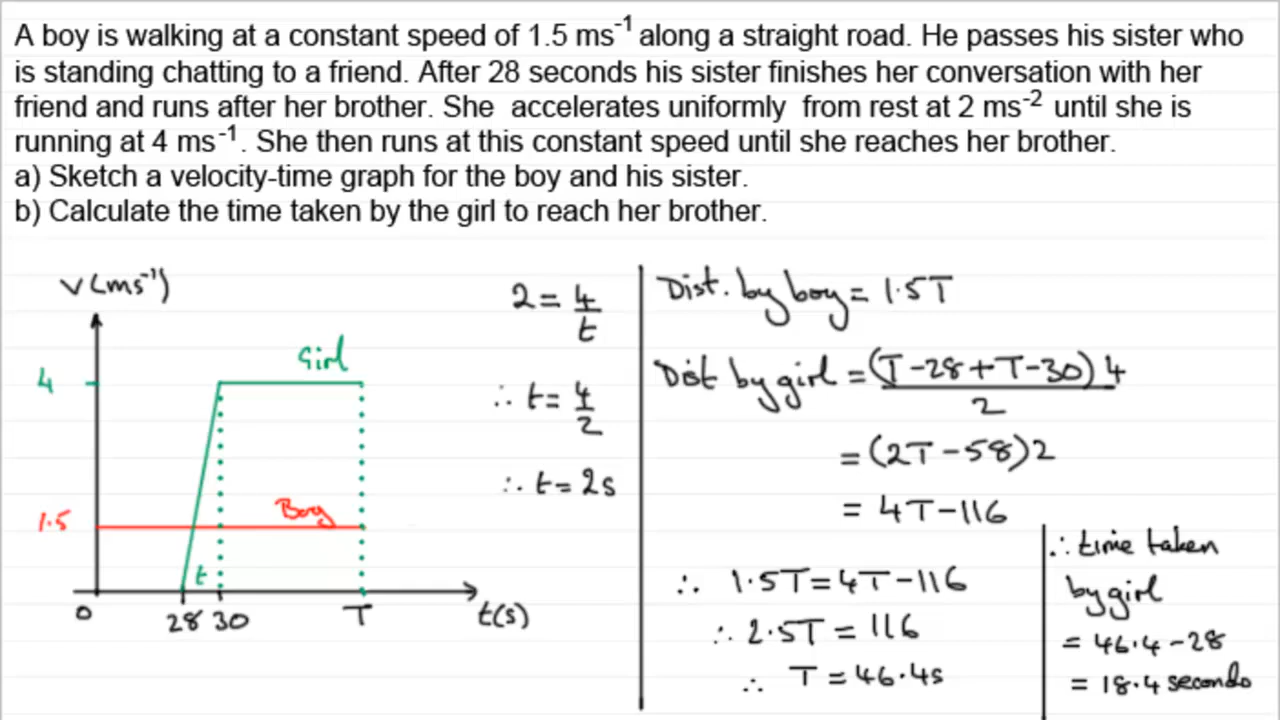 A boy is walking at a constant speed of 1.5 ms⁻¹ along a straight road. He passes his sister who
is standing chatting to a friend. After 28 seconds his sister finishes her conversation with her
friend and runs after her brother. She accelerates uniformly from rest at 2 ms⁻² until she is
running at 4 ms⁻¹. She then runs at this constant speed until she reaches her brother.
a) Sketch a velocity-time graph for the boy and his sister.
b) Calculate the time taken by the girl to reach her brother.
V (ms⁻¹)
Girl
4
Boy
1.5
t
0
28 30
T
t(s)
2 = 4/t
∴ t = 4/2
∴ t = 2s
Dist. by boy = 1.5T
Dist by girl = (T-28+T-30)4/2
= (2T-58)2
= 4T-116
∴ 1.5T = 4T-116
∴ 2.5T = 116
∴ T = 46.4s
∴ time taken
by girl
= 46.4-28
= 18.4 seconds